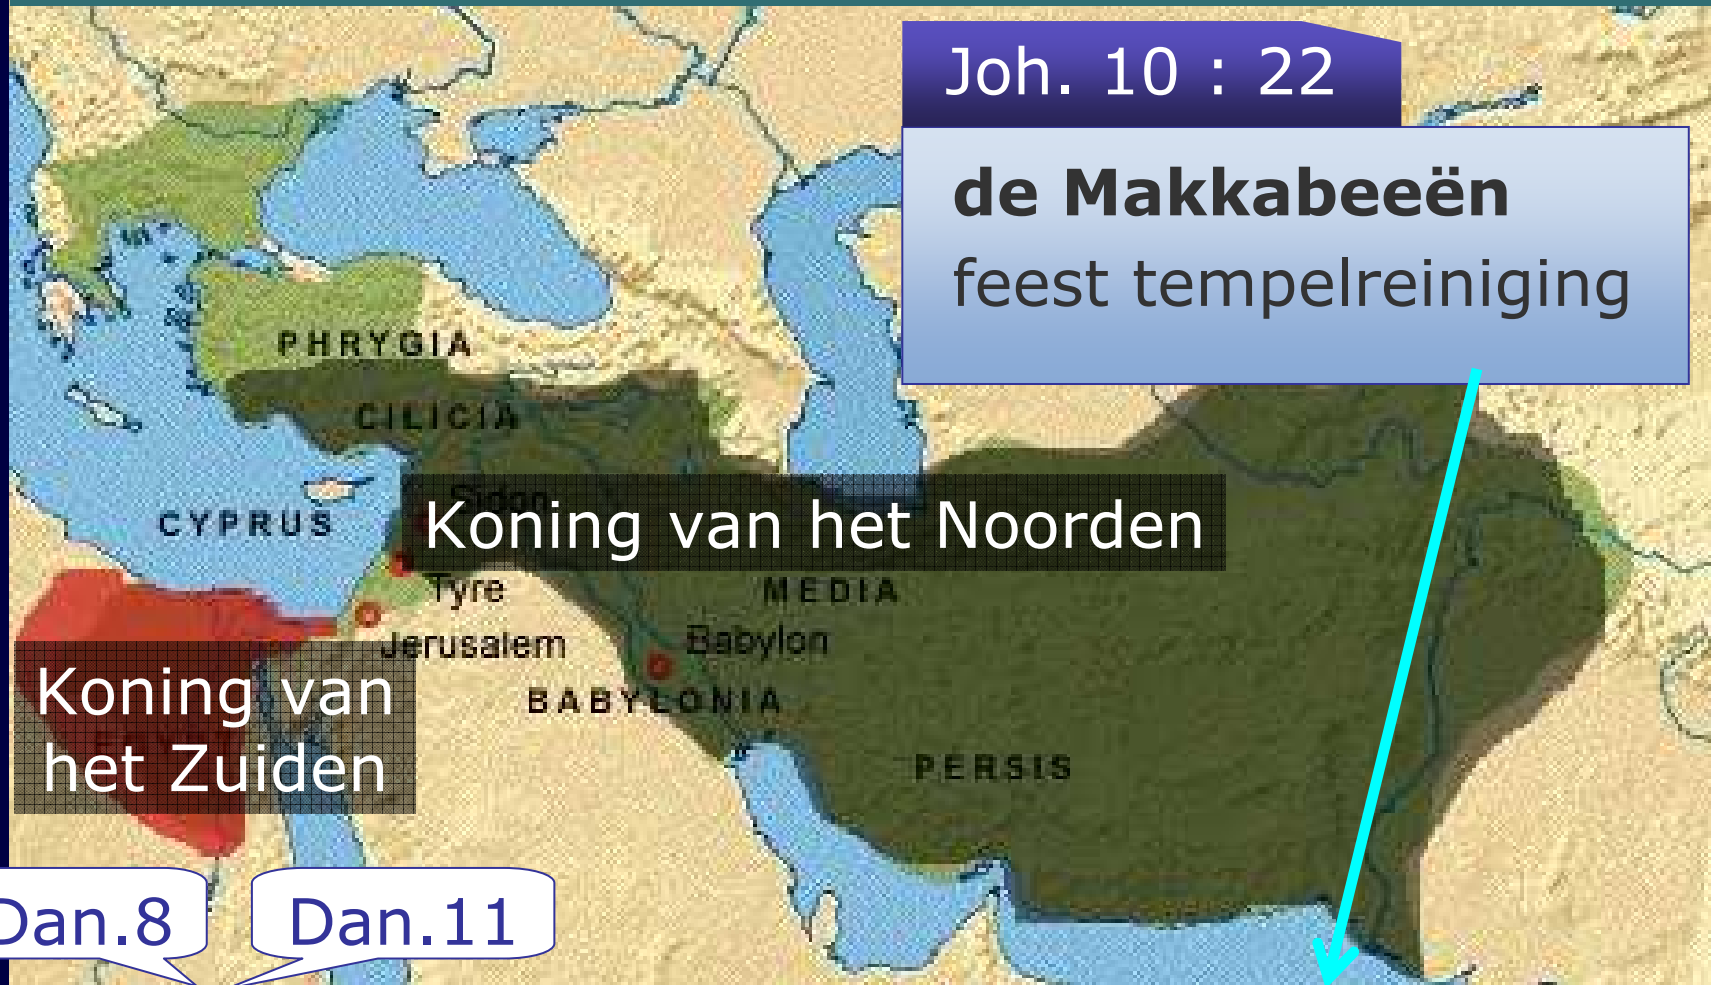 Joh. 10 : 22
de Makkabeeën
feest tempelreiniging
PHRYGIA
CILICIA
Sidon
Koning van het Noorden
CYPRUS
Tyre
MEDIA
Jerusalem
Babylon
Koning van
het Zuiden
BABYLONIA
PERSIS
Dan.8
Dan.11